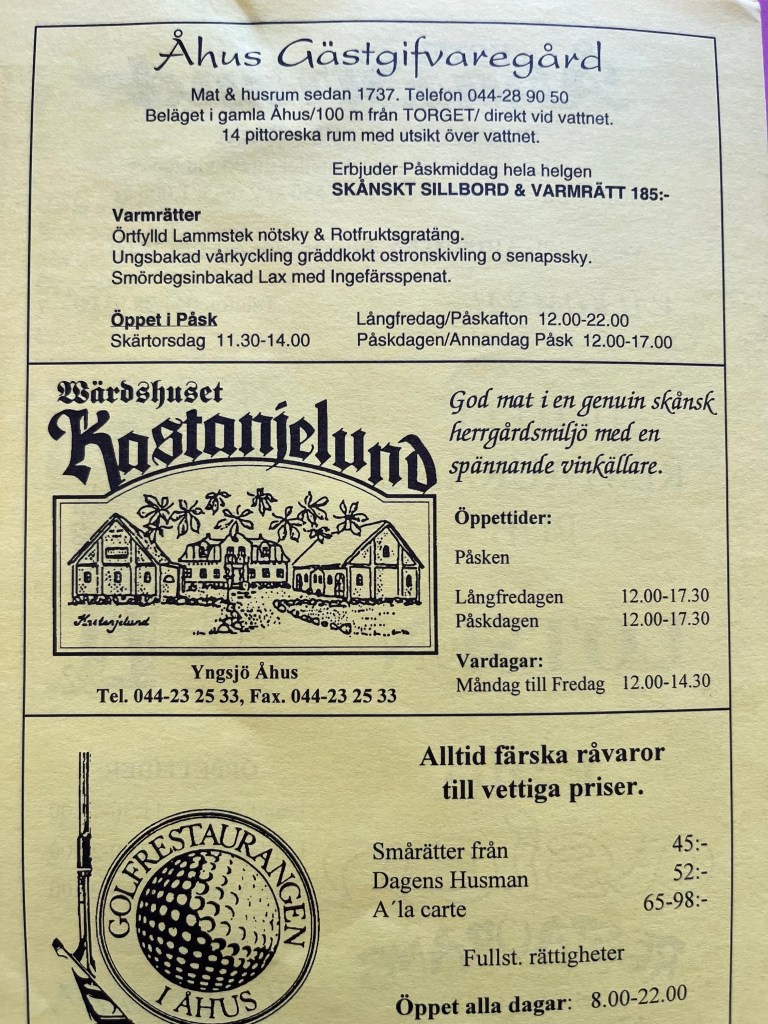 Åhus Gästgifvaregård
Mat & husrum sedan 1737. Telefon 044-28 90 50
Beläget i gamla Åhus/100 m från TORGET/ direkt vid vattnet.
14 pittoreska rum med utsikt över vattnet.
Erbjuder Påskmiddag hela helgen
SKÅNSKT SILLBORD & VARMRÄTT 185:-
Varmrätter
Örtfylld Lammstek nötsky & Rotfruktsgratäng.
Ungsbakad vårkyckling gräddkokt ostronskivling o senapssky.
Smördegsinbakad Lax med Ingefärsspenat.
Öppet i Påsk
Skärtorsdag 11.30-14.00
Långfredag/Påskafton 12.00-22.00
Påskdagen/Annandag Påsk 12.00-17.00
Wärdshuset
Kastanjelund
Kastanjelund
Yngsjö Åhus
Tel. 044-23 25 33, Fax. 044-23 25 33
God mat i en genuin skånsk
herrgårdsmiljö med en
spännande vinkällare.
Öppettider:
Påsken
Långfredagen 12.00-17.30
Påskdagen 12.00-17.30
Vardagar:
Måndag till Fredag 12.00-14.30
GOLFRESTAURANGEN
I ÅHUS
Alltid färska råvaror
till vettiga priser.
Smårätter från 45:-
Dagens Husman 52:-
A´la carte 65-98:-
Fullst. rättigheter
Öppet alla dagar: 8.00-22.00